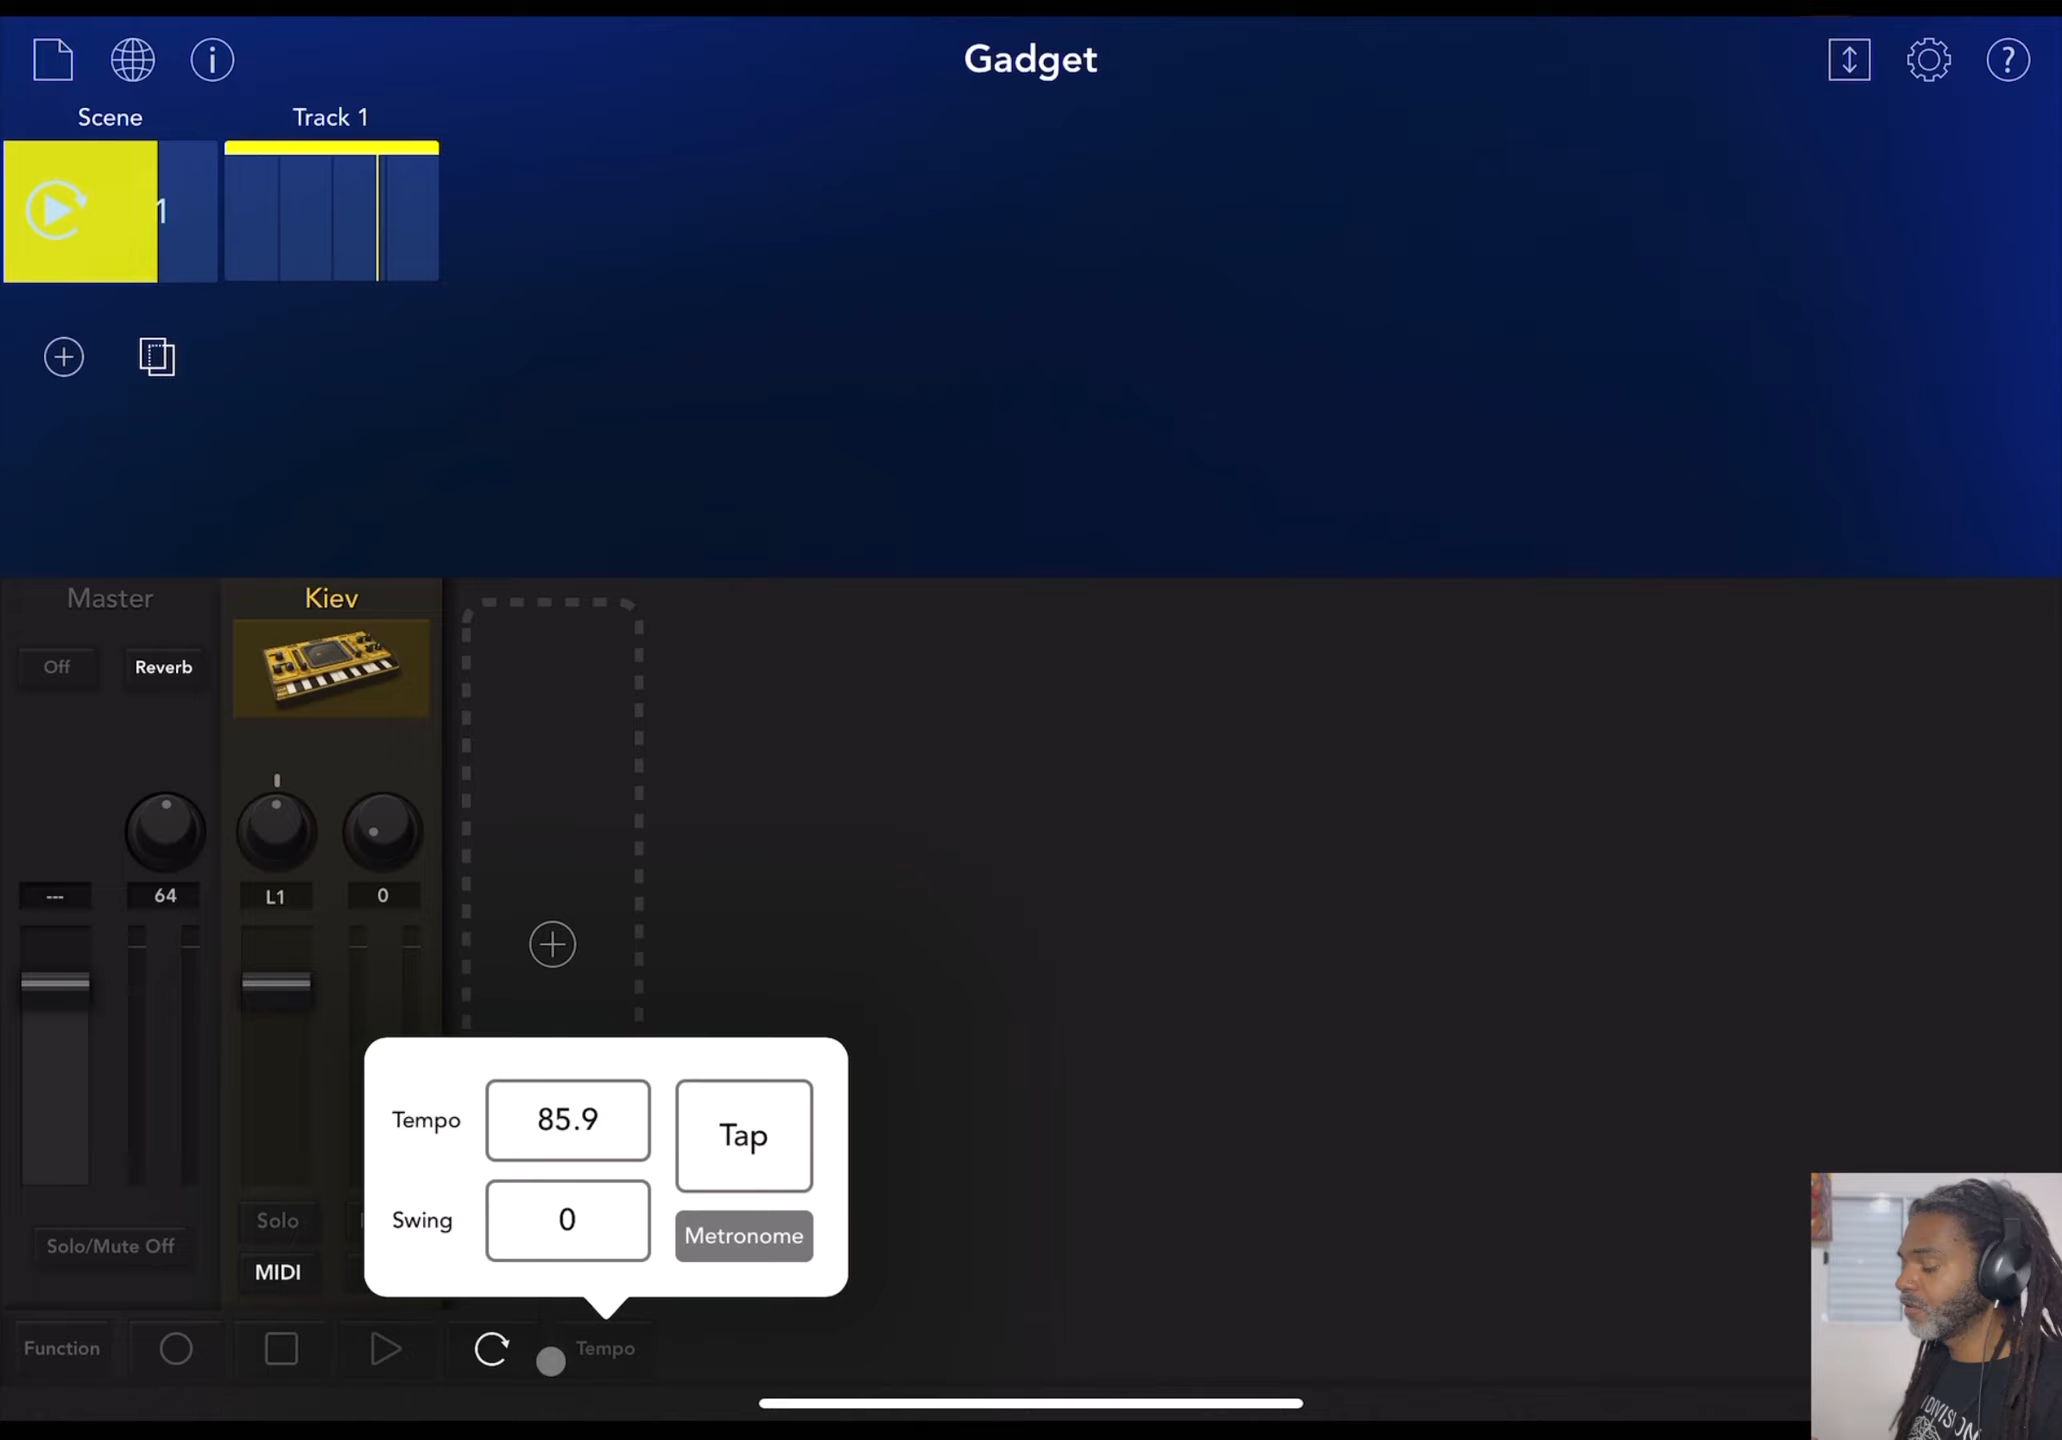 Gadget
Scene
Track 1
1
Master
Kiev
Off
Reverb
---
64
L1
0
Tempo
85.9
Tap
Swing
0
Metronome
Solo
Solo/Mute Off
MIDI
Function
Tempo